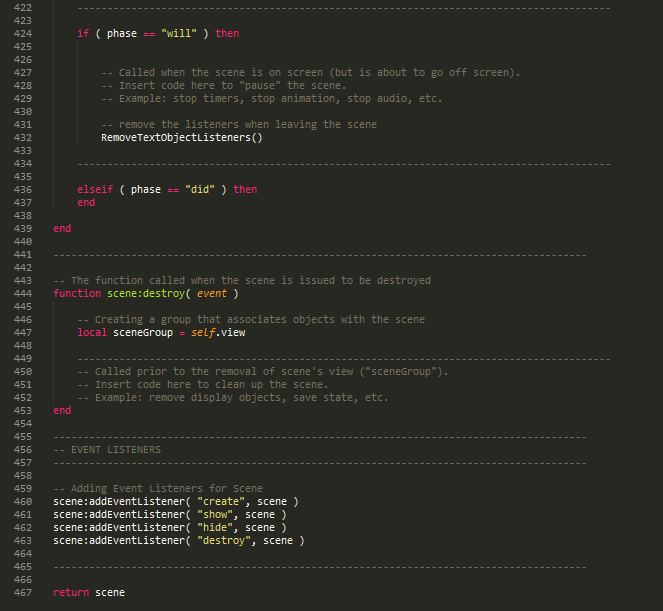 422 -----------------------------------------------------------------------------------------
423
424 if ( phase == "will" ) then
425
426
427 -- Called when the scene is on screen (but is about to go off screen).
428 -- Insert code here to "pause" the scene.
429 -- Example: stop timers, stop animation, stop audio, etc.
430
431 -- remove the listeners when leaving the scene
432 RemoveTextObjectListeners()
433
434 -----------------------------------------------------------------------------------------
435
436 elseif ( phase == "did" ) then
437 end
438
439 end
440
441 -----------------------------------------------------------------------------------------
442
443 -- The function called when the scene is issued to be destroyed
444 function scene:destroy( event )
445
446 -- Creating a group that associates objects with the scene
447 local sceneGroup = self.view
448
449 -----------------------------------------------------------------------------------------
450 -- Called prior to the removal of scene's view ("sceneGroup").
451 -- Insert code here to clean up the scene.
452 -- Example: remove display objects, save state, etc.
453 end
454
455 -----------------------------------------------------------------------------------------
456 -- EVENT LISTENERS
457 -----------------------------------------------------------------------------------------
458
459 -- Adding Event Listeners for Scene
460 scene:addEventListener( "create", scene )
461 scene:addEventListener( "show", scene )
462 scene:addEventListener( "hide", scene )
463 scene:addEventListener( "destroy", scene )
464
465 -----------------------------------------------------------------------------------------
466
467 return scene